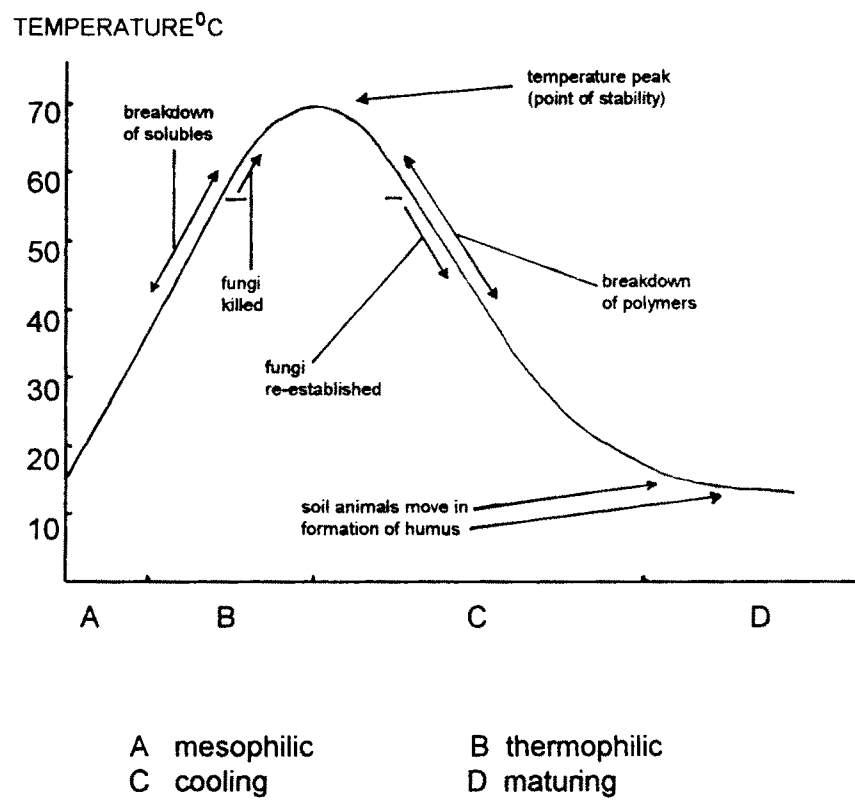 TEMPERATURE⁰C
temperature peak
(point of stability)
70
breakdown
of solubles
60
50
fungi
killed
breakdown
of polymers
40
fungi
re-established
30
20
soil animals move in
formation of humus
10
A B C D
A mesophilic B thermophilic
C cooling D maturing